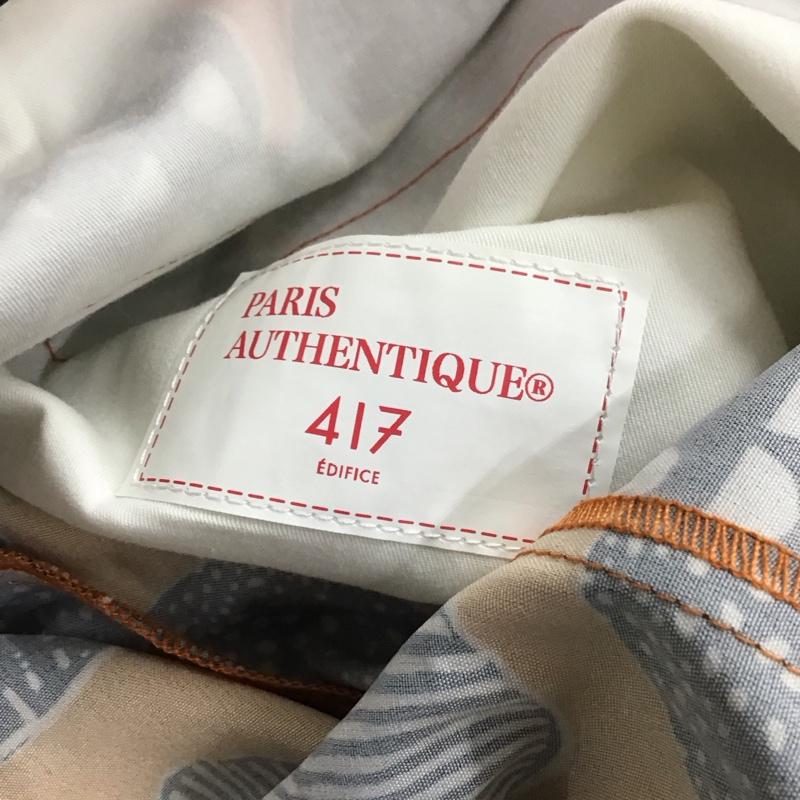 PARIS
AUTHENTIQUE®
417
ÉDIFICE